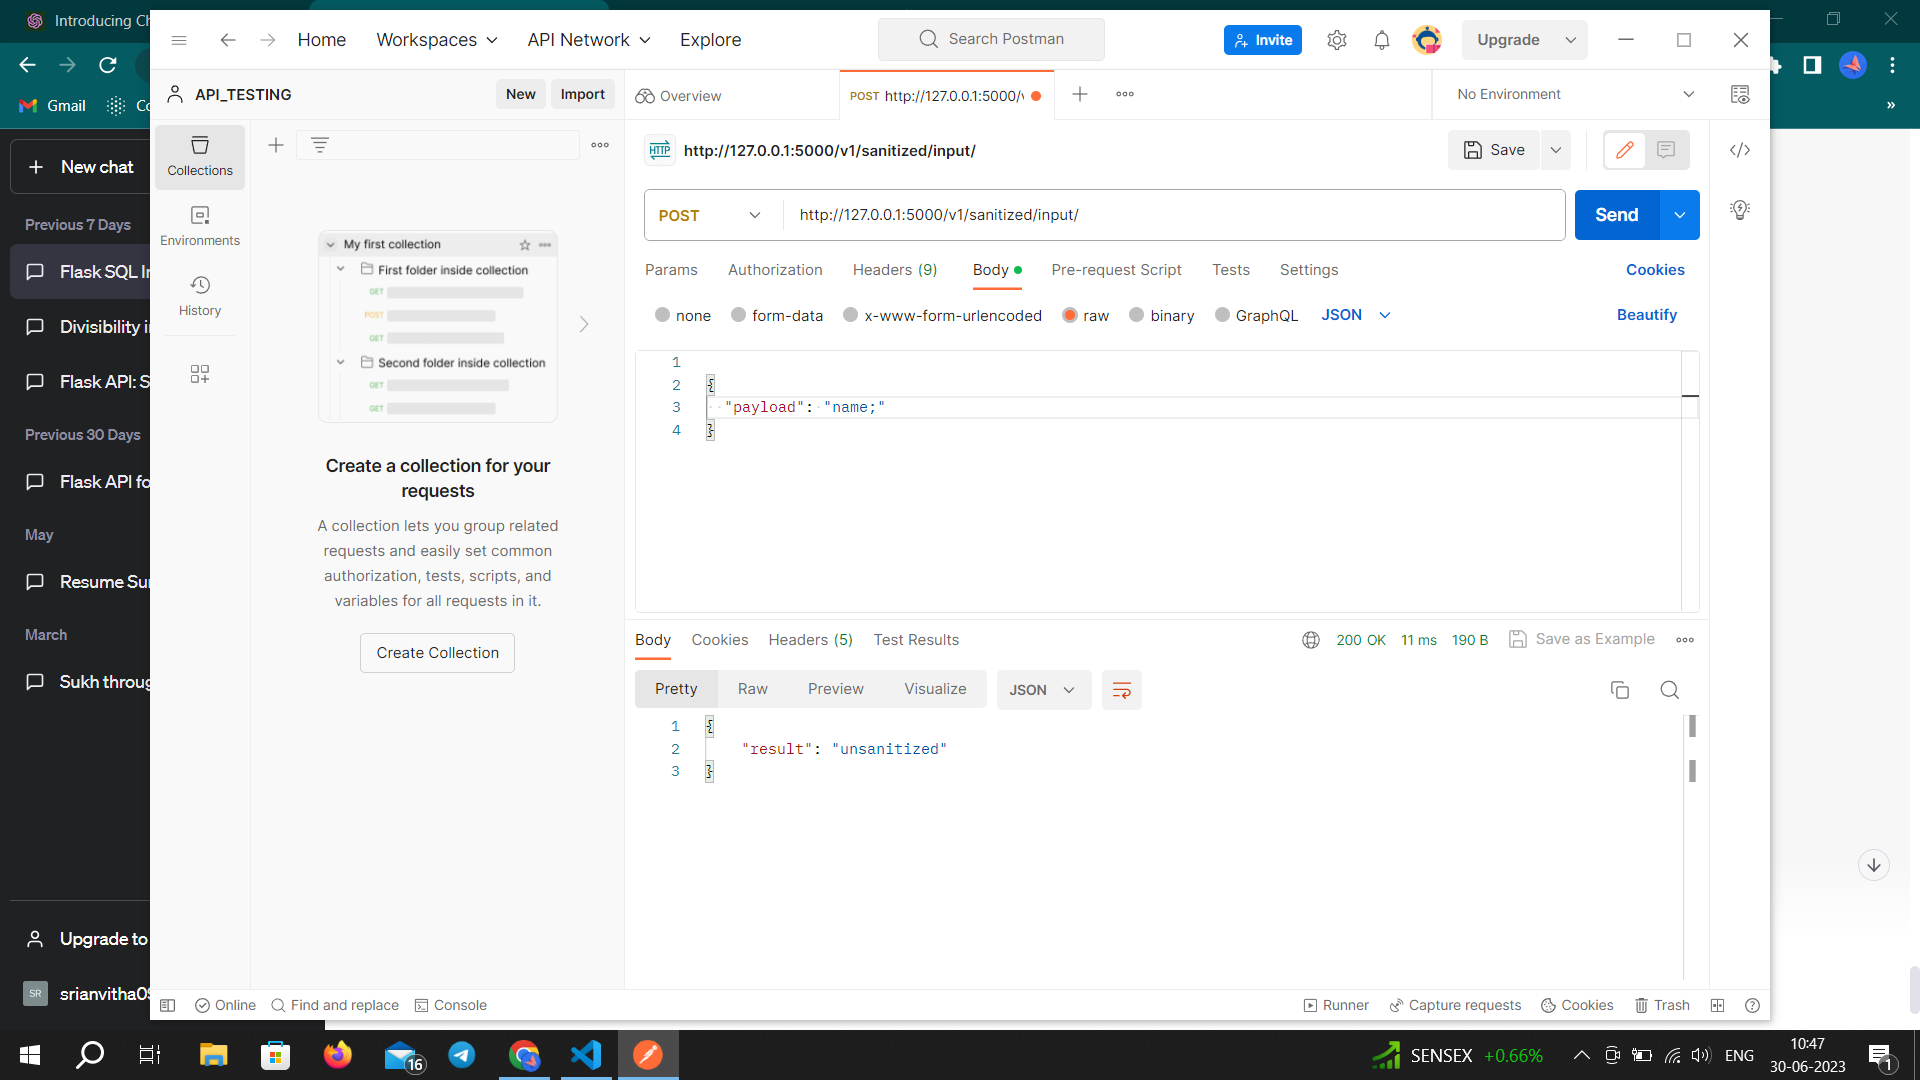 Introducing Ch
Home
Workspaces
API Network
Explore
Search Postman
Invite
Upgrade
Gmail
Co
»
API_TESTING
New
Import
Overview
POST http://127.0.0.1:5000/v
No Environment
New chat
Previous 7 Days
Flask SQL In
Divisibility in
Flask API: S
Previous 30 Days
Flask API fo
May
Resume Sum
March
Sukh throug
Upgrade to
SR
srianvitha09
Collections
Environments
History
My first collection
First folder inside collection
GET
POST
GET
Second folder inside collection
GET
GET
Create a collection for your
requests
A collection lets you group related
requests and easily set common
authorization, tests, scripts, and
variables for all requests in it.
Create Collection
HTTP
http://127.0.0.1:5000/v1/sanitized/input/
Save
POST
http://127.0.0.1:5000/v1/sanitized/input/
Send
Params
Authorization
Headers (9)
Body
Pre-request Script
Tests
Settings
Cookies
none
form-data
x-www-form-urlencoded
raw
binary
GraphQL
JSON
Beautify
1
2 {
3 "payload": "name;"
4 }
Body
Cookies
Headers (5)
Test Results
200 OK
11 ms
190 B
Save as Example
Pretty
Raw
Preview
Visualize
JSON
1 {
2 "result": "unsanitized"
3 }
Online
Find and replace
Console
Runner
Capture requests
Cookies
Trash
16
SENSEX +0.66%
ENG
10:47
30-06-2023
1